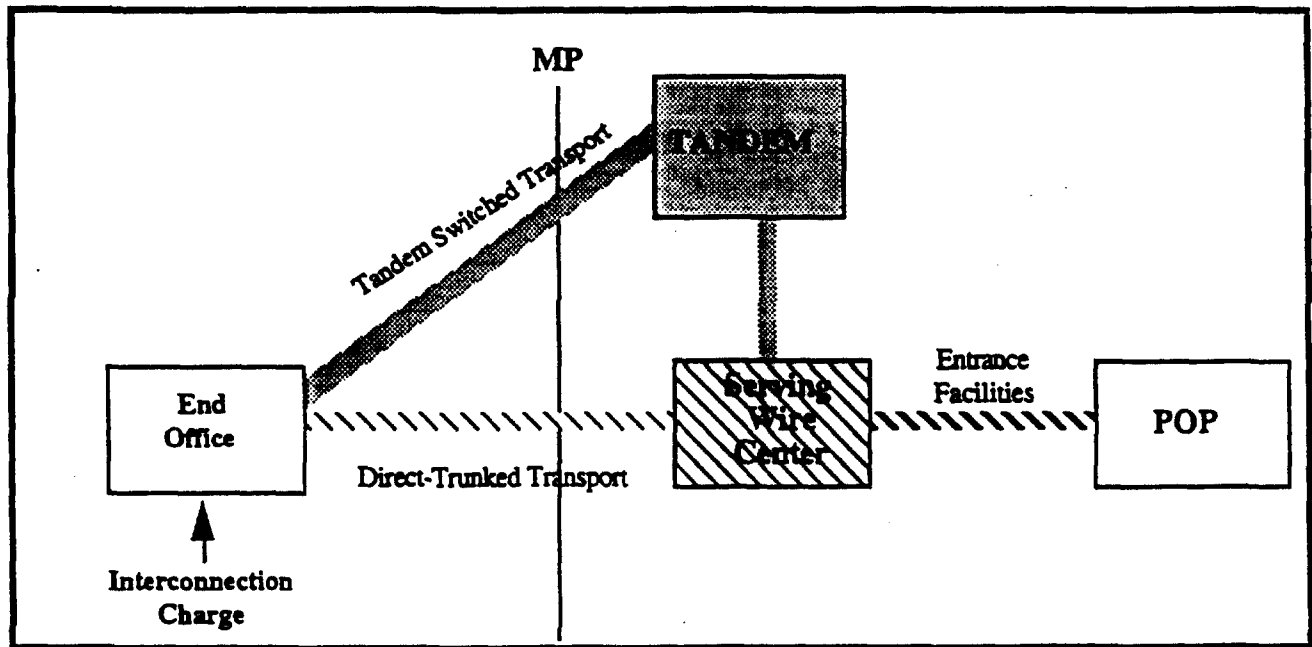 MP
TANDEM
Tandem Switched Transport
Serving
Wire
Center
Entrance
Facilities
End
Office
POP
Direct-Trunked Transport
Interconnection
Charge